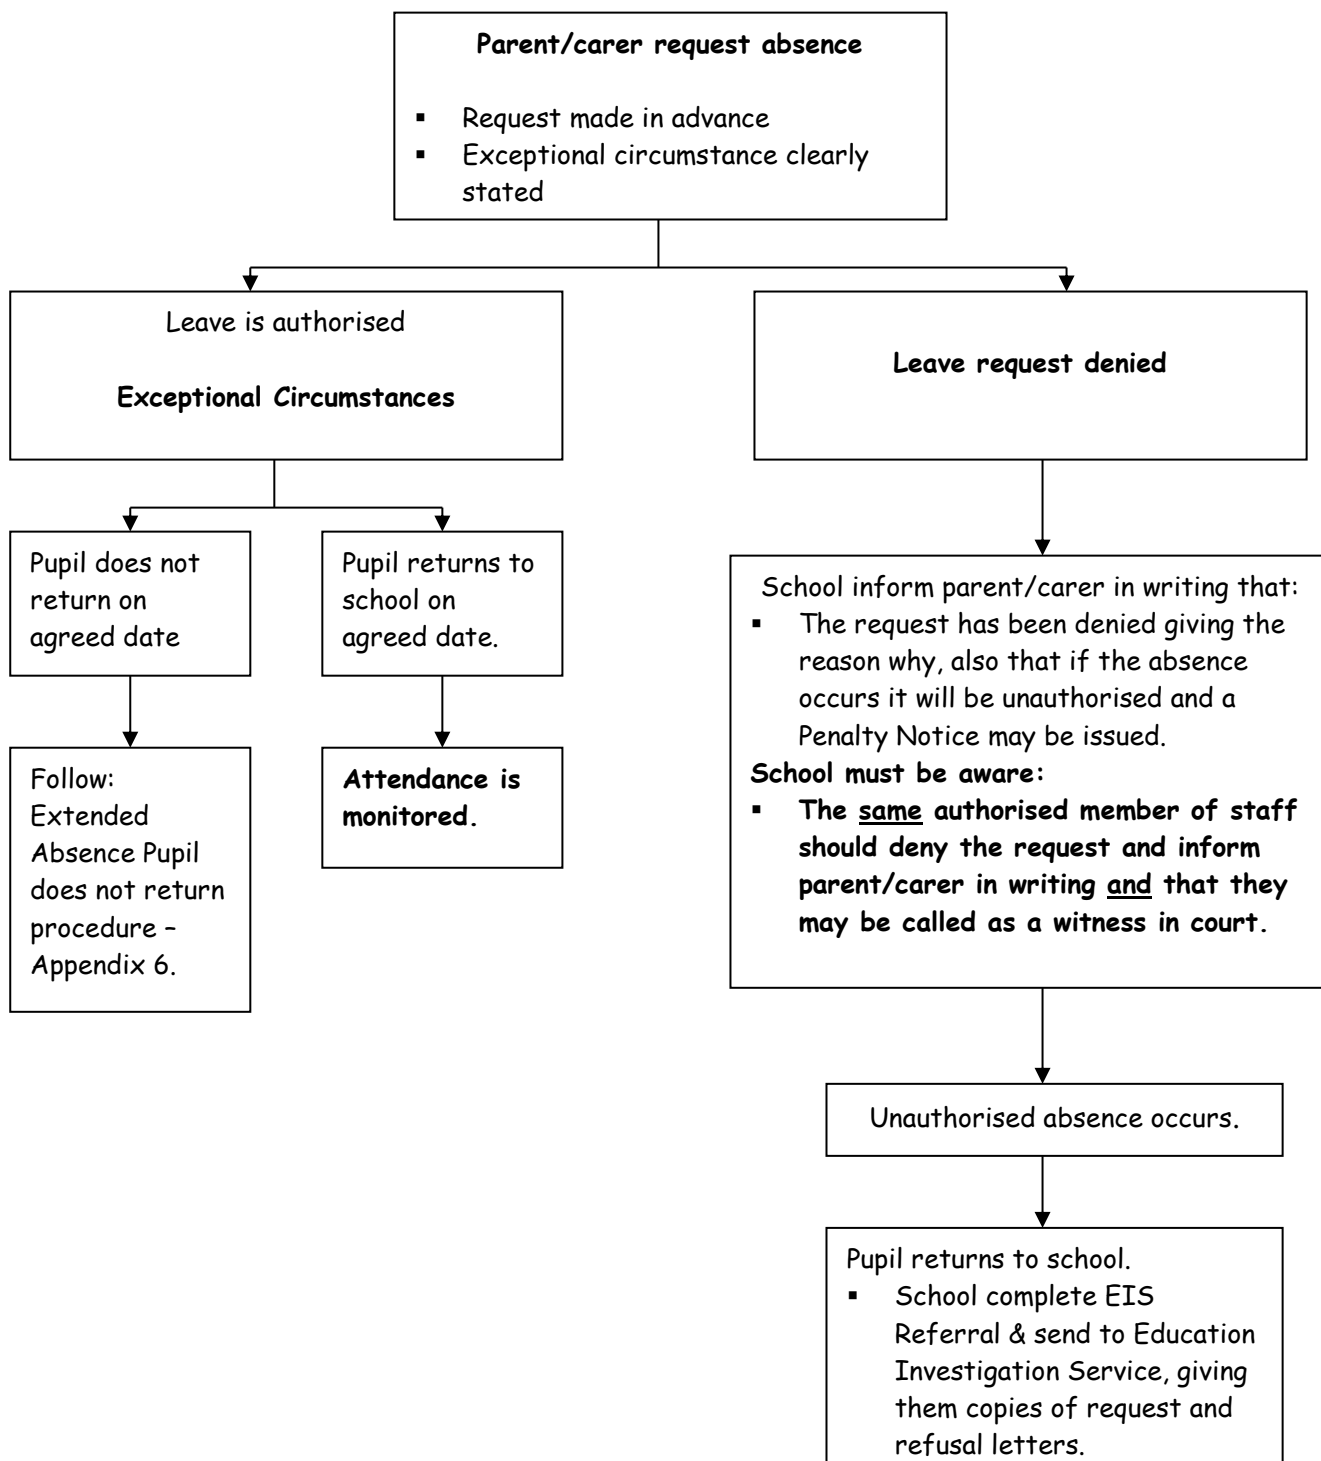 Parent/carer request absence
▪ Request made in advance
▪ Exceptional circumstance clearly
stated
Leave is authorised
Exceptional Circumstances
Leave request denied
Pupil does not
return on
agreed date
Pupil returns to
school on
agreed date.
Follow:
Extended
Absence Pupil
does not return
procedure –
Appendix 6.
Attendance is
monitored.
School inform parent/carer in writing that:
▪ The request has been denied giving the
reason why, also that if the absence
occurs it will be unauthorised and a
Penalty Notice may be issued.
School must be aware:
▪ The same authorised member of staff
should deny the request and inform
parent/carer in writing and that they
may be called as a witness in court.
Unauthorised absence occurs.
Pupil returns to school.
▪ School complete EIS
Referral & send to Education
Investigation Service, giving
them copies of request and
refusal letters.